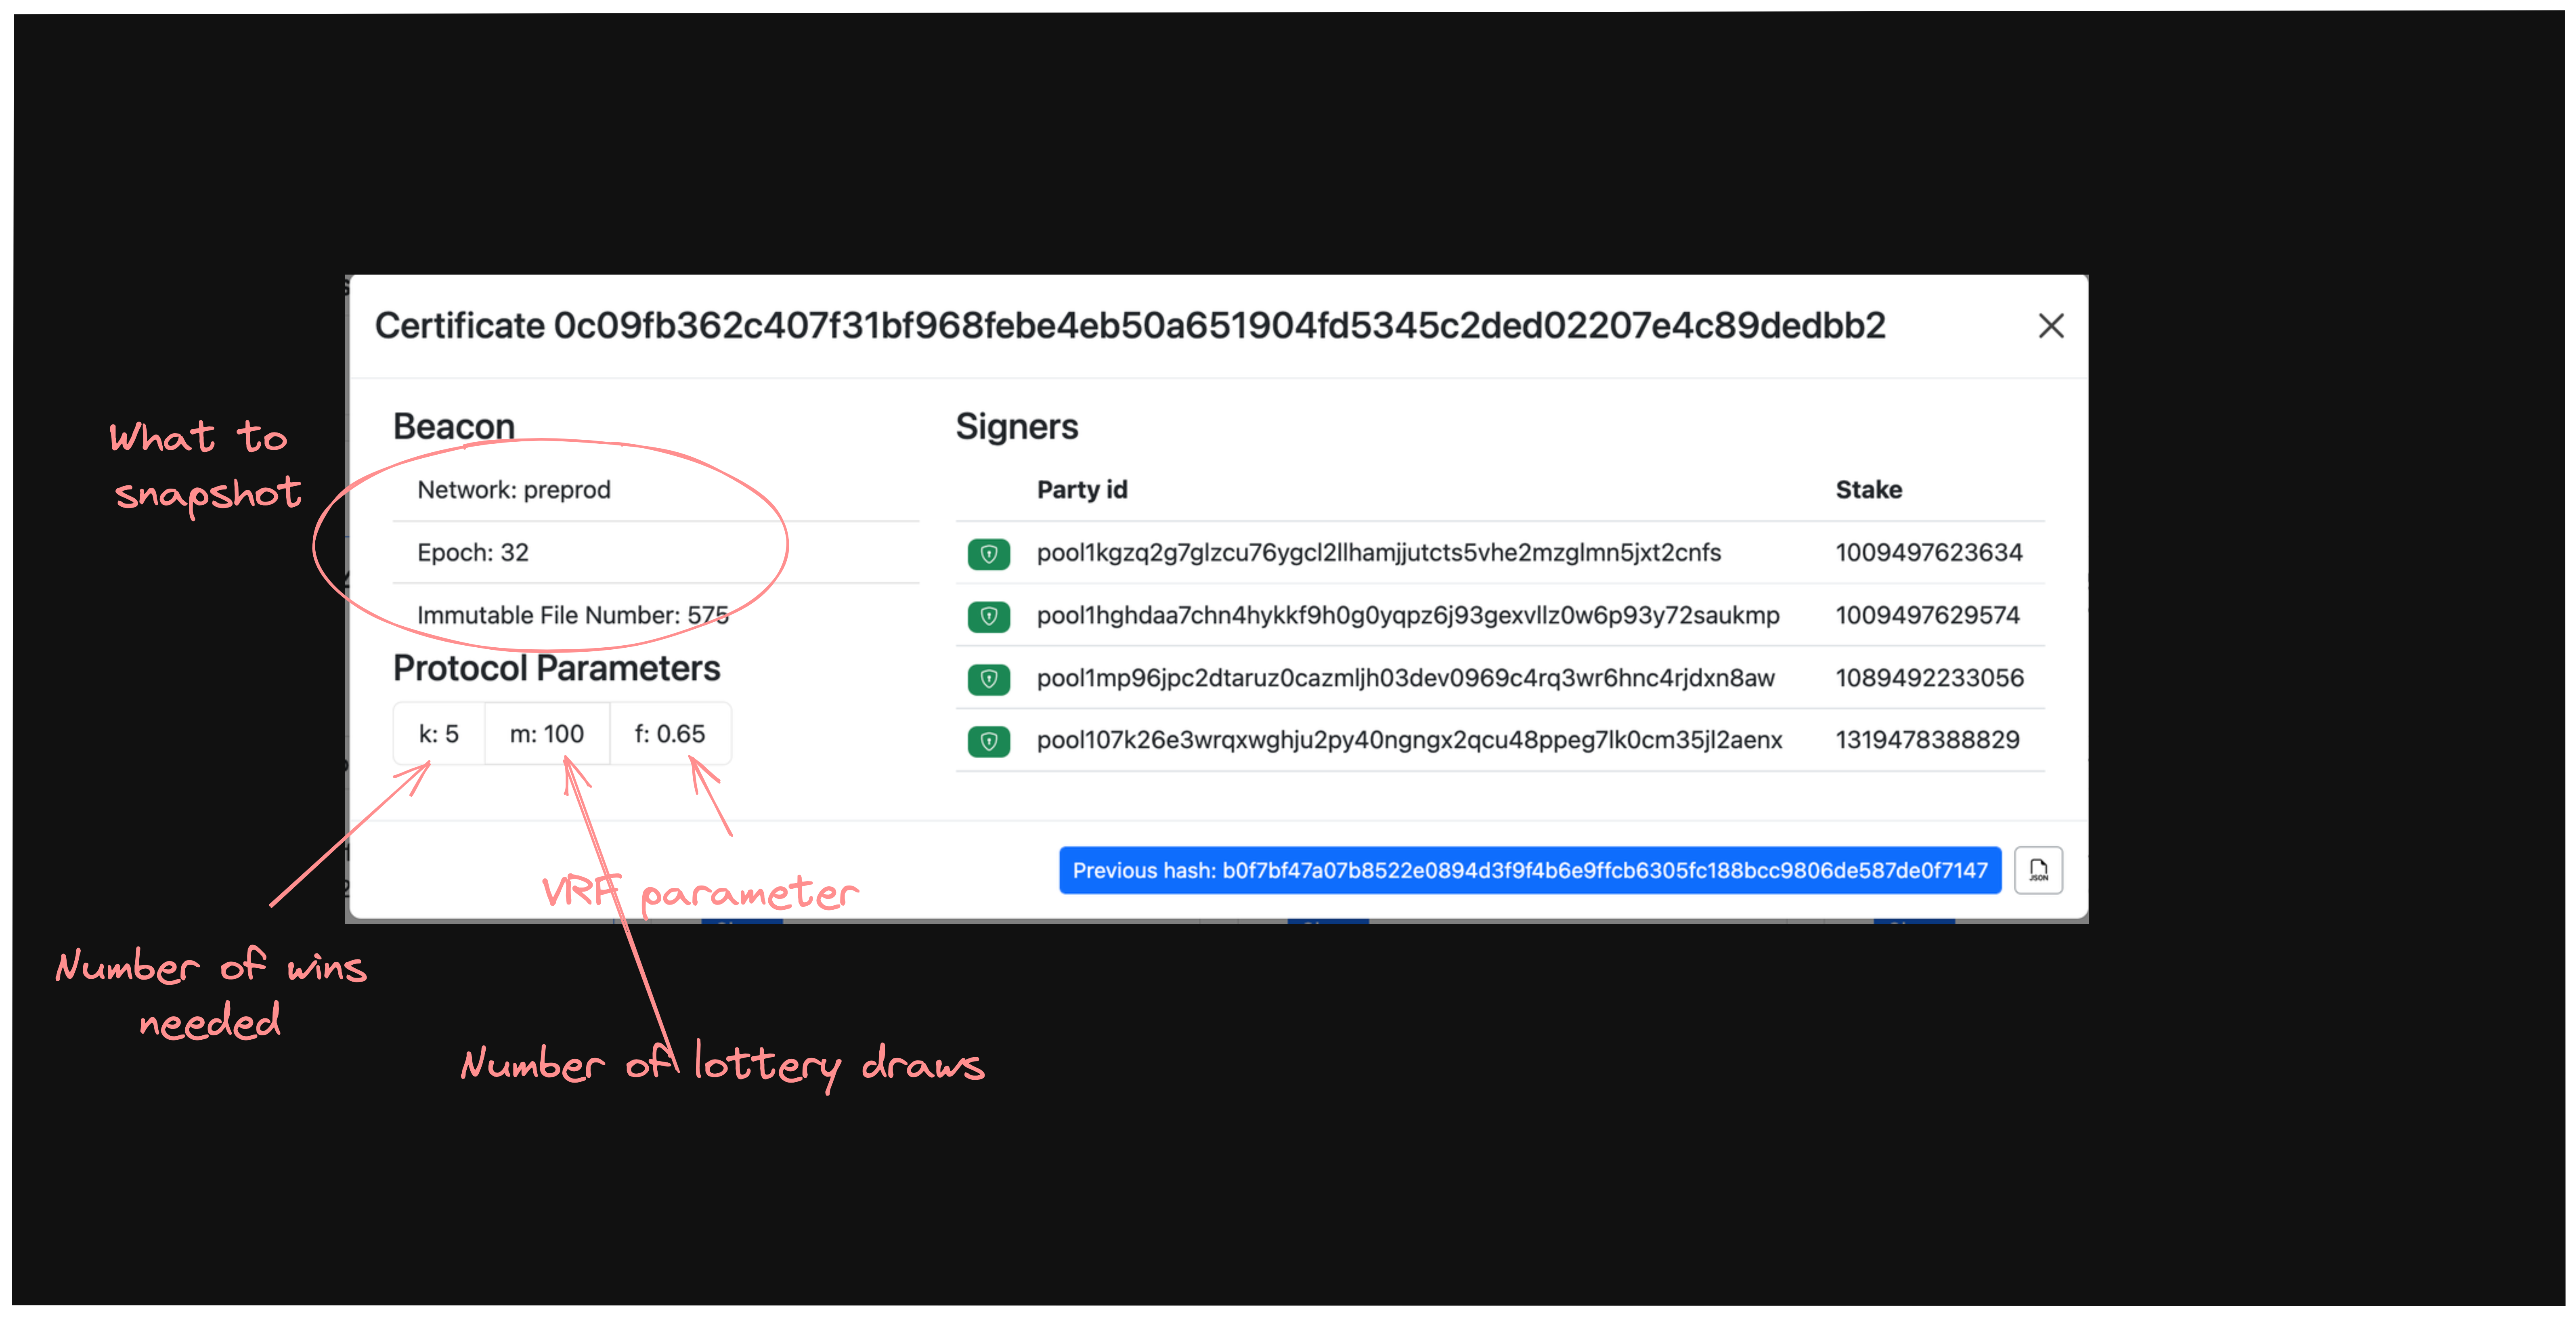 Certificate 0c09fb362c407f31bf968febe4eb50a651904fd5345c2ded02207e4c89dedbb2
What to
snapshot
Beacon
Network: preprod
Epoch: 32
Immutable File Number: 575
Protocol Parameters
k: 5 m: 100 f: 0.65
Number of wins
needed
VRF parameter
Number of lottery draws
Signers
Party id Stake
pool1kgzq2g7glzcu76ygcl2llhamjjutcts5vhe2mzglmn5jxt2cnfs 1009497623634
pool1hghdaa7chn4hykkf9h0g0yqpz6j93gexvllz0w6p93y72saukmp 1009497629574
pool1mp96jpc2dtaruz0cazmljh03dev0969c4rq3wr6hnc4rjdxn8aw 1089492233056
pool107k26e3wrqxwghju2py40ngngx2qcu48ppeg7lk0cm35jl2aenx 1319478388829
Previous hash: b0f7bf47a07b8522e0894d3f9f4b6e9ffcb6305fc188bcc9806de587de0f7147
JSON